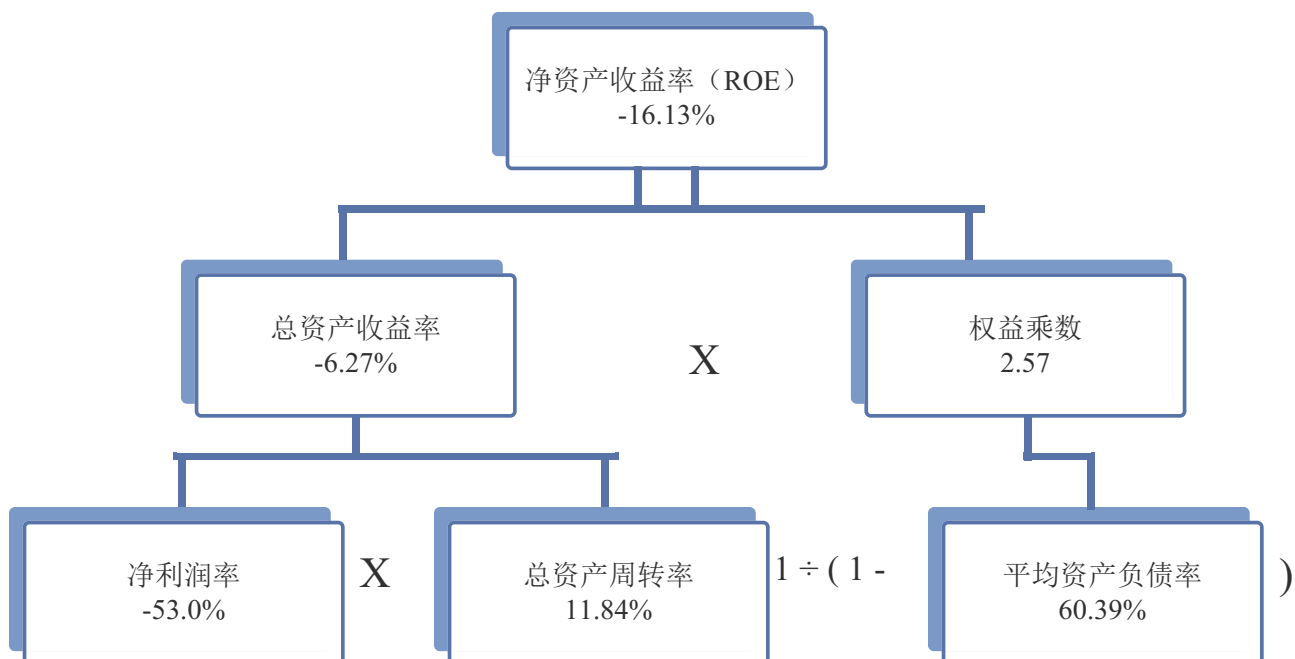 净资产收益率（ROE）
-16.13%
总资产收益率
-6.27%
X
权益乘数
2.57
净利润率
-53.0%
X
总资产周转率
11.84%
1 ÷ ( 1 -
平均资产负债率
60.39%
)